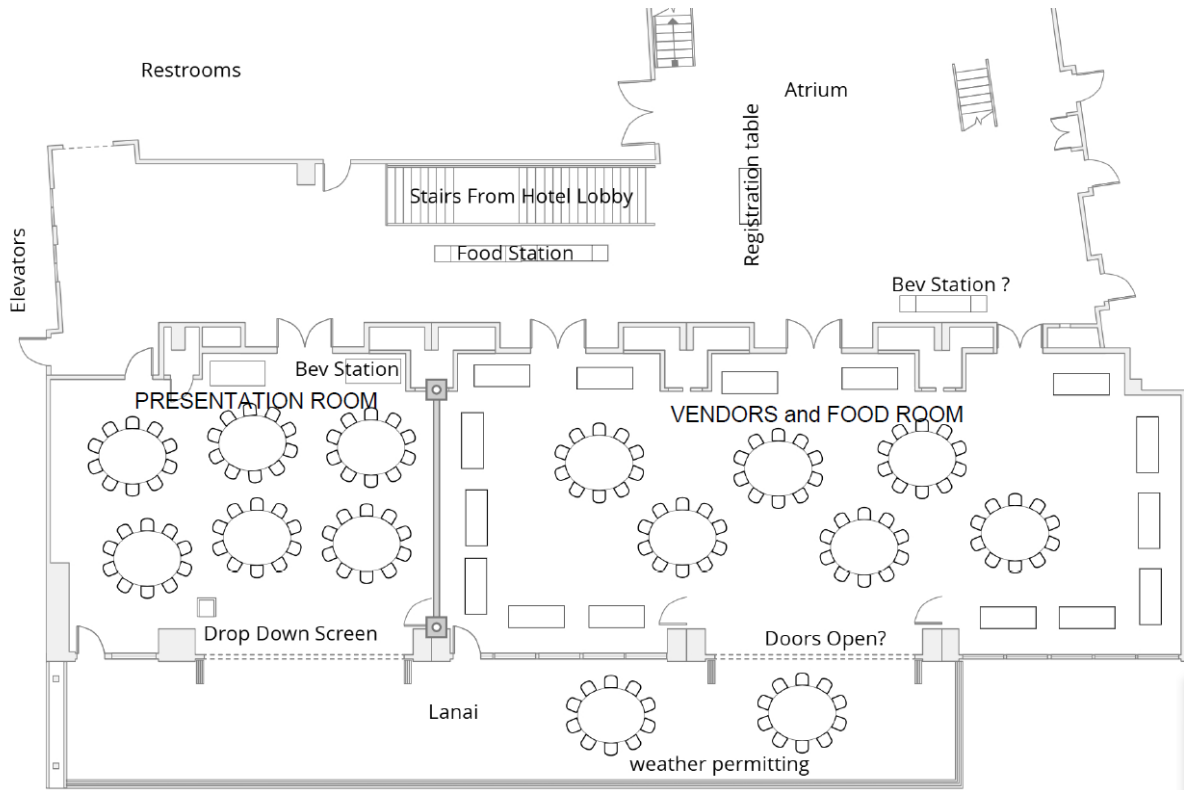 Restrooms
Atrium
Registration table
Stairs From Hotel Lobby
Food Station
Elevators
Bev Station ?
Bev Station
PRESENTATION ROOM
VENDORS and FOOD ROOM
Drop Down Screen
Doors Open?
Lanai
weather permitting